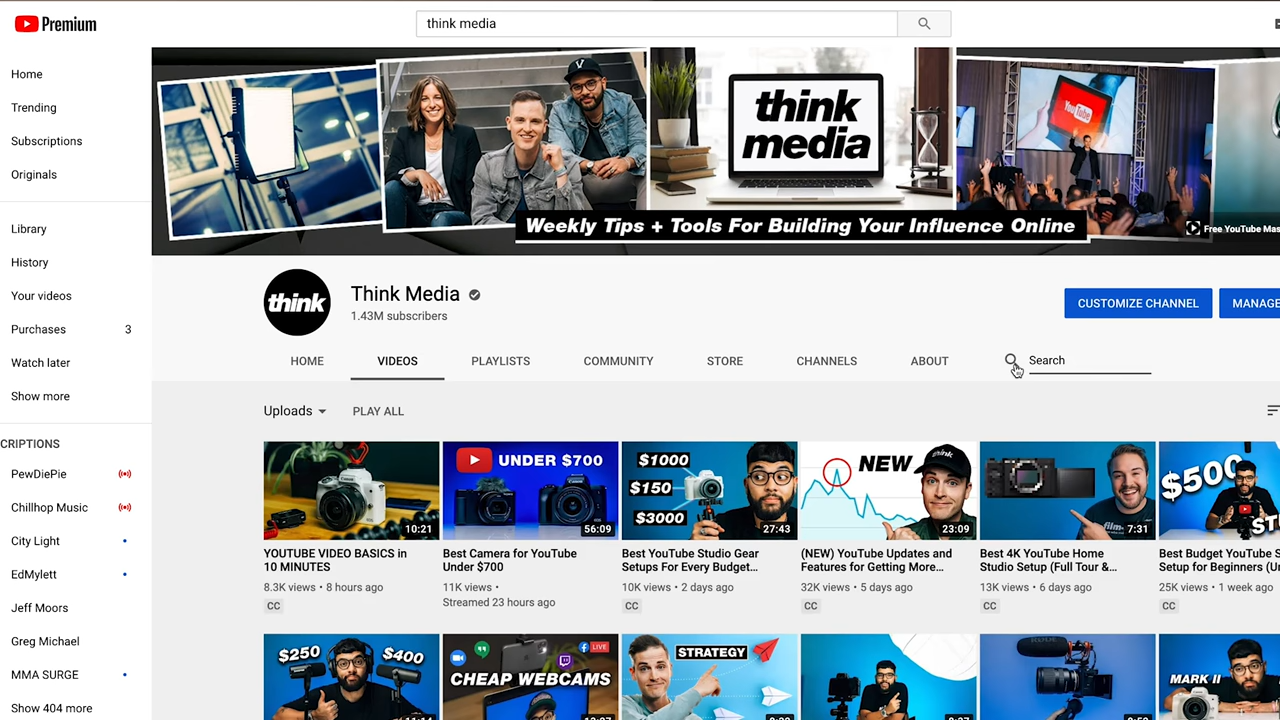 Premium
think media
Home
Trending
Subscriptions
Originals
Library
History
Your videos
Purchases 3
Watch later
Show more
CRIPTIONS
PewDiePie
Chillhop Music
City Light
EdMylett
Jeff Moors
Greg Michael
MMA SURGE
Show 404 more
think
media
YouTube
Weekly Tips + Tools For Building Your Influence Online
Free YouTube Mas
think
Think Media
1.43M subscribers
CUSTOMIZE CHANNEL
MANAGE
HOME VIDEOS PLAYLISTS COMMUNITY STORE CHANNELS ABOUT Search
Uploads PLAY ALL
10:21
YOUTUBE VIDEO BASICS in
10 MINUTES
8.3K views • 8 hours ago
CC
UNDER $700
56:09
Best Camera for YouTube
Under $700
11K views •
Streamed 23 hours ago
$1000
$150
$3000
27:43
Best YouTube Studio Gear
Setups For Every Budget...
10K views • 2 days ago
CC
NEW
think
23:09
(NEW) YouTube Updates and
Features for Getting More...
32K views • 5 days ago
CC
7:31
Best 4K YouTube Home
Studio Setup (Full Tour &...
13K views • 6 days ago
CC
$500
Best Budget YouTube S
Setup for Beginners (Un
25K views • 1 week ago
CC
$250 $400
LIVE
CHEAP WEBCAMS
STRATEGY
MARK II